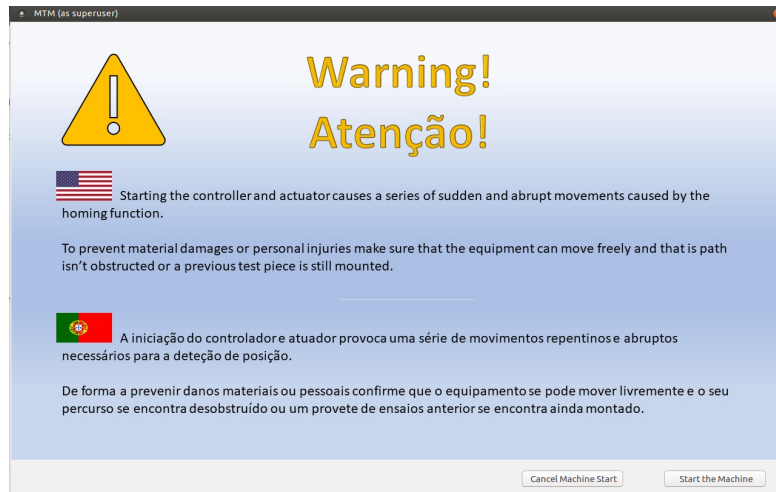 MTM (as superuser)
Warning!
Atenção!
Starting the controller and actuator causes a series of sudden and abrupt movements caused by the
homing function.
To prevent material damages or personal injuries make sure that the equipment can move freely and that is path
isn't obstructed or a previous test piece is still mounted.
A iniciação do controlador e atuador provoca uma série de movimentos repentinos e abruptos
necessários para a deteção de posição.
De forma a prevenir danos materiais ou pessoais confirme que o equipamento se pode mover livremente e o seu
percurso se encontra desobstruído ou um provete de ensaios anterior se encontra ainda montado.
Cancel Machine Start
Start the Machine